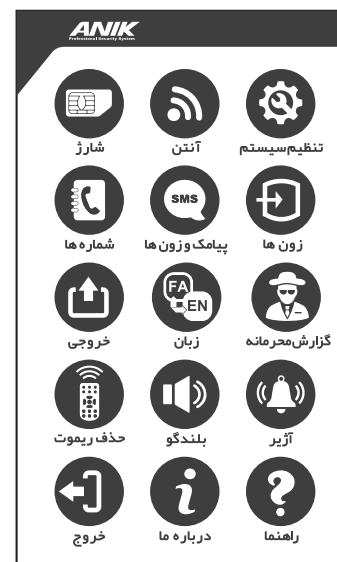 ANIK
Professional Security System
تنظیم سیستم
آنتن
شارژ
SMS
زون ها
پیامک و زون ها
شماره ها
FA
EN
گزارش محرمانه
زبان
خروجی
آژیر
بلندگو
حذف ریموت
راهنما
درباره ما
خروج